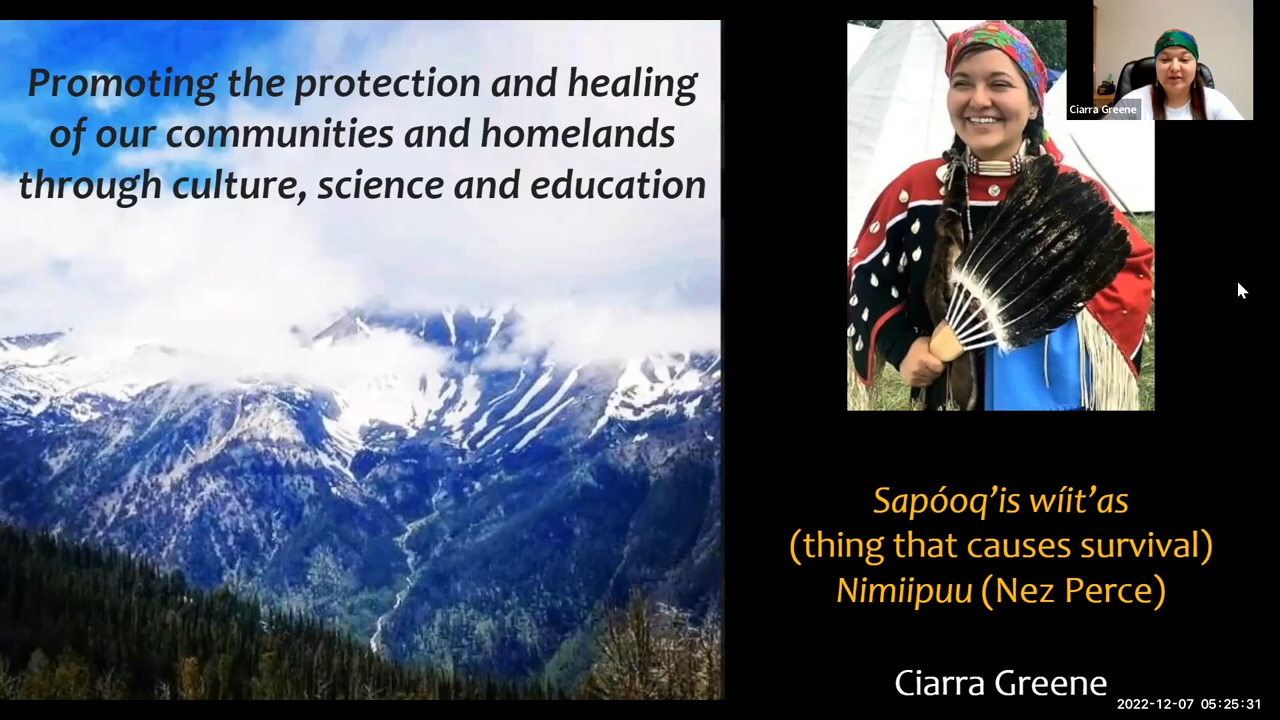 Promoting the protection and healing
of our communities and homelands
through culture, science and education
Ciarra Greene
Sapóoq’is wíit’as
(thing that causes survival)
Nimiipuu (Nez Perce)
Ciarra Greene
2022-12-07 05:25:31